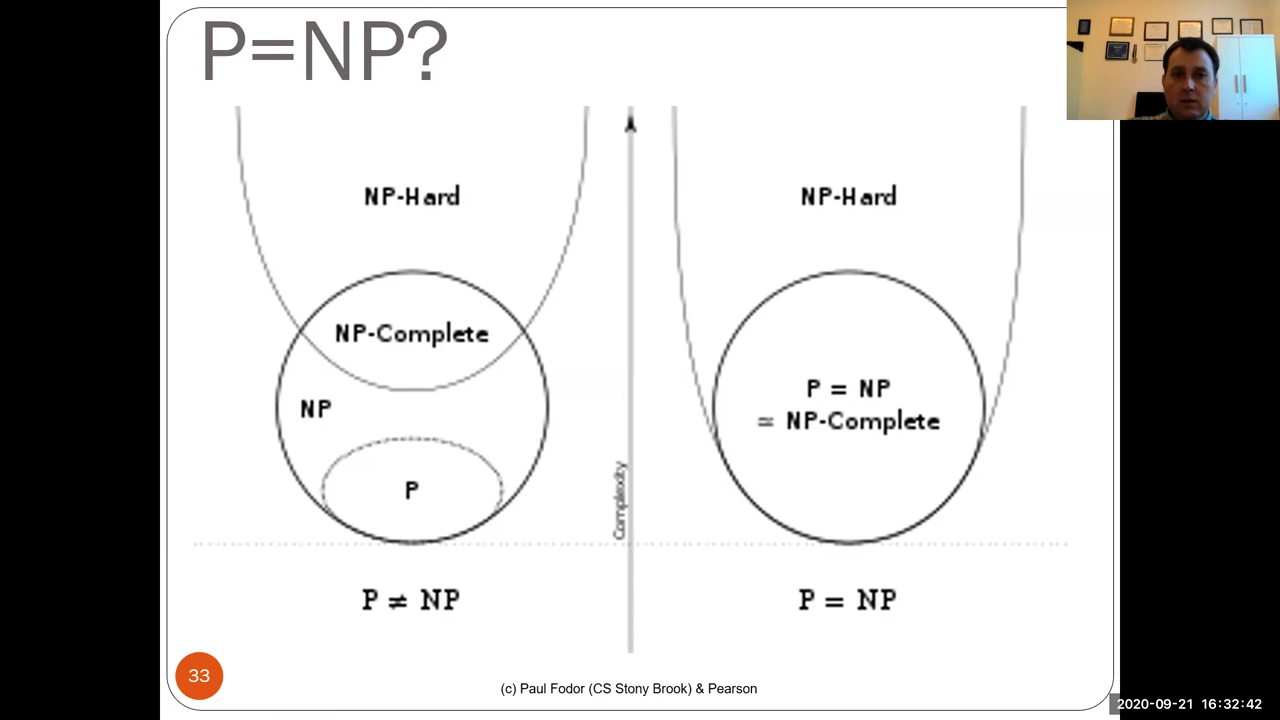 P=NP?
NP-Hard
NP-Complete
NP
P
P ≠ NP
Complexity
NP-Hard
P = NP
= NP-Complete
P = NP
33
(c) Paul Fodor (CS Stony Brook) & Pearson
2020-09-21 16:32:42